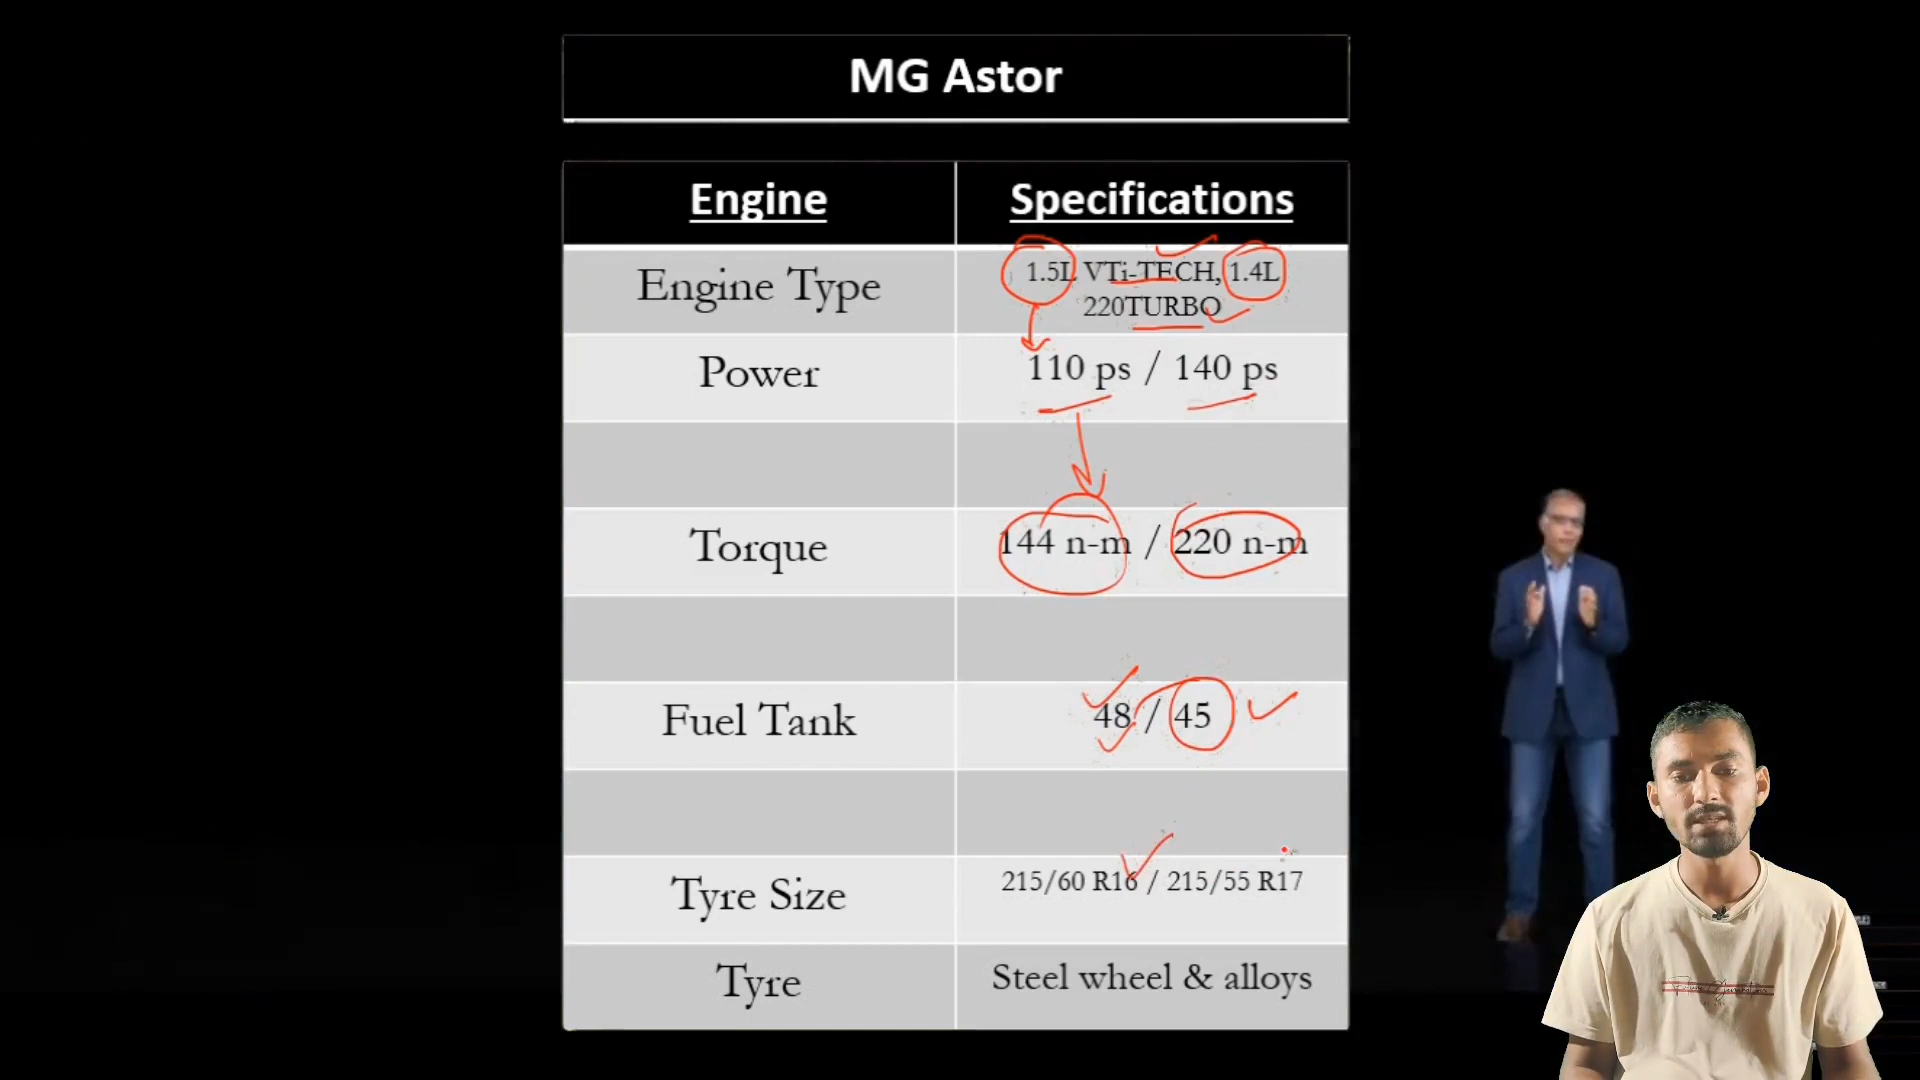 MG Astor
Engine
Specifications
Engine Type
1.5L VTi-TECH, 1.4L
220TURBO
Power
110 ps / 140 ps
Torque
144 n-m / 220 n-m
Fuel Tank
48 / 45
Tyre Size
215/60 R16 / 215/55 R17
Tyre
Steel wheel & alloys